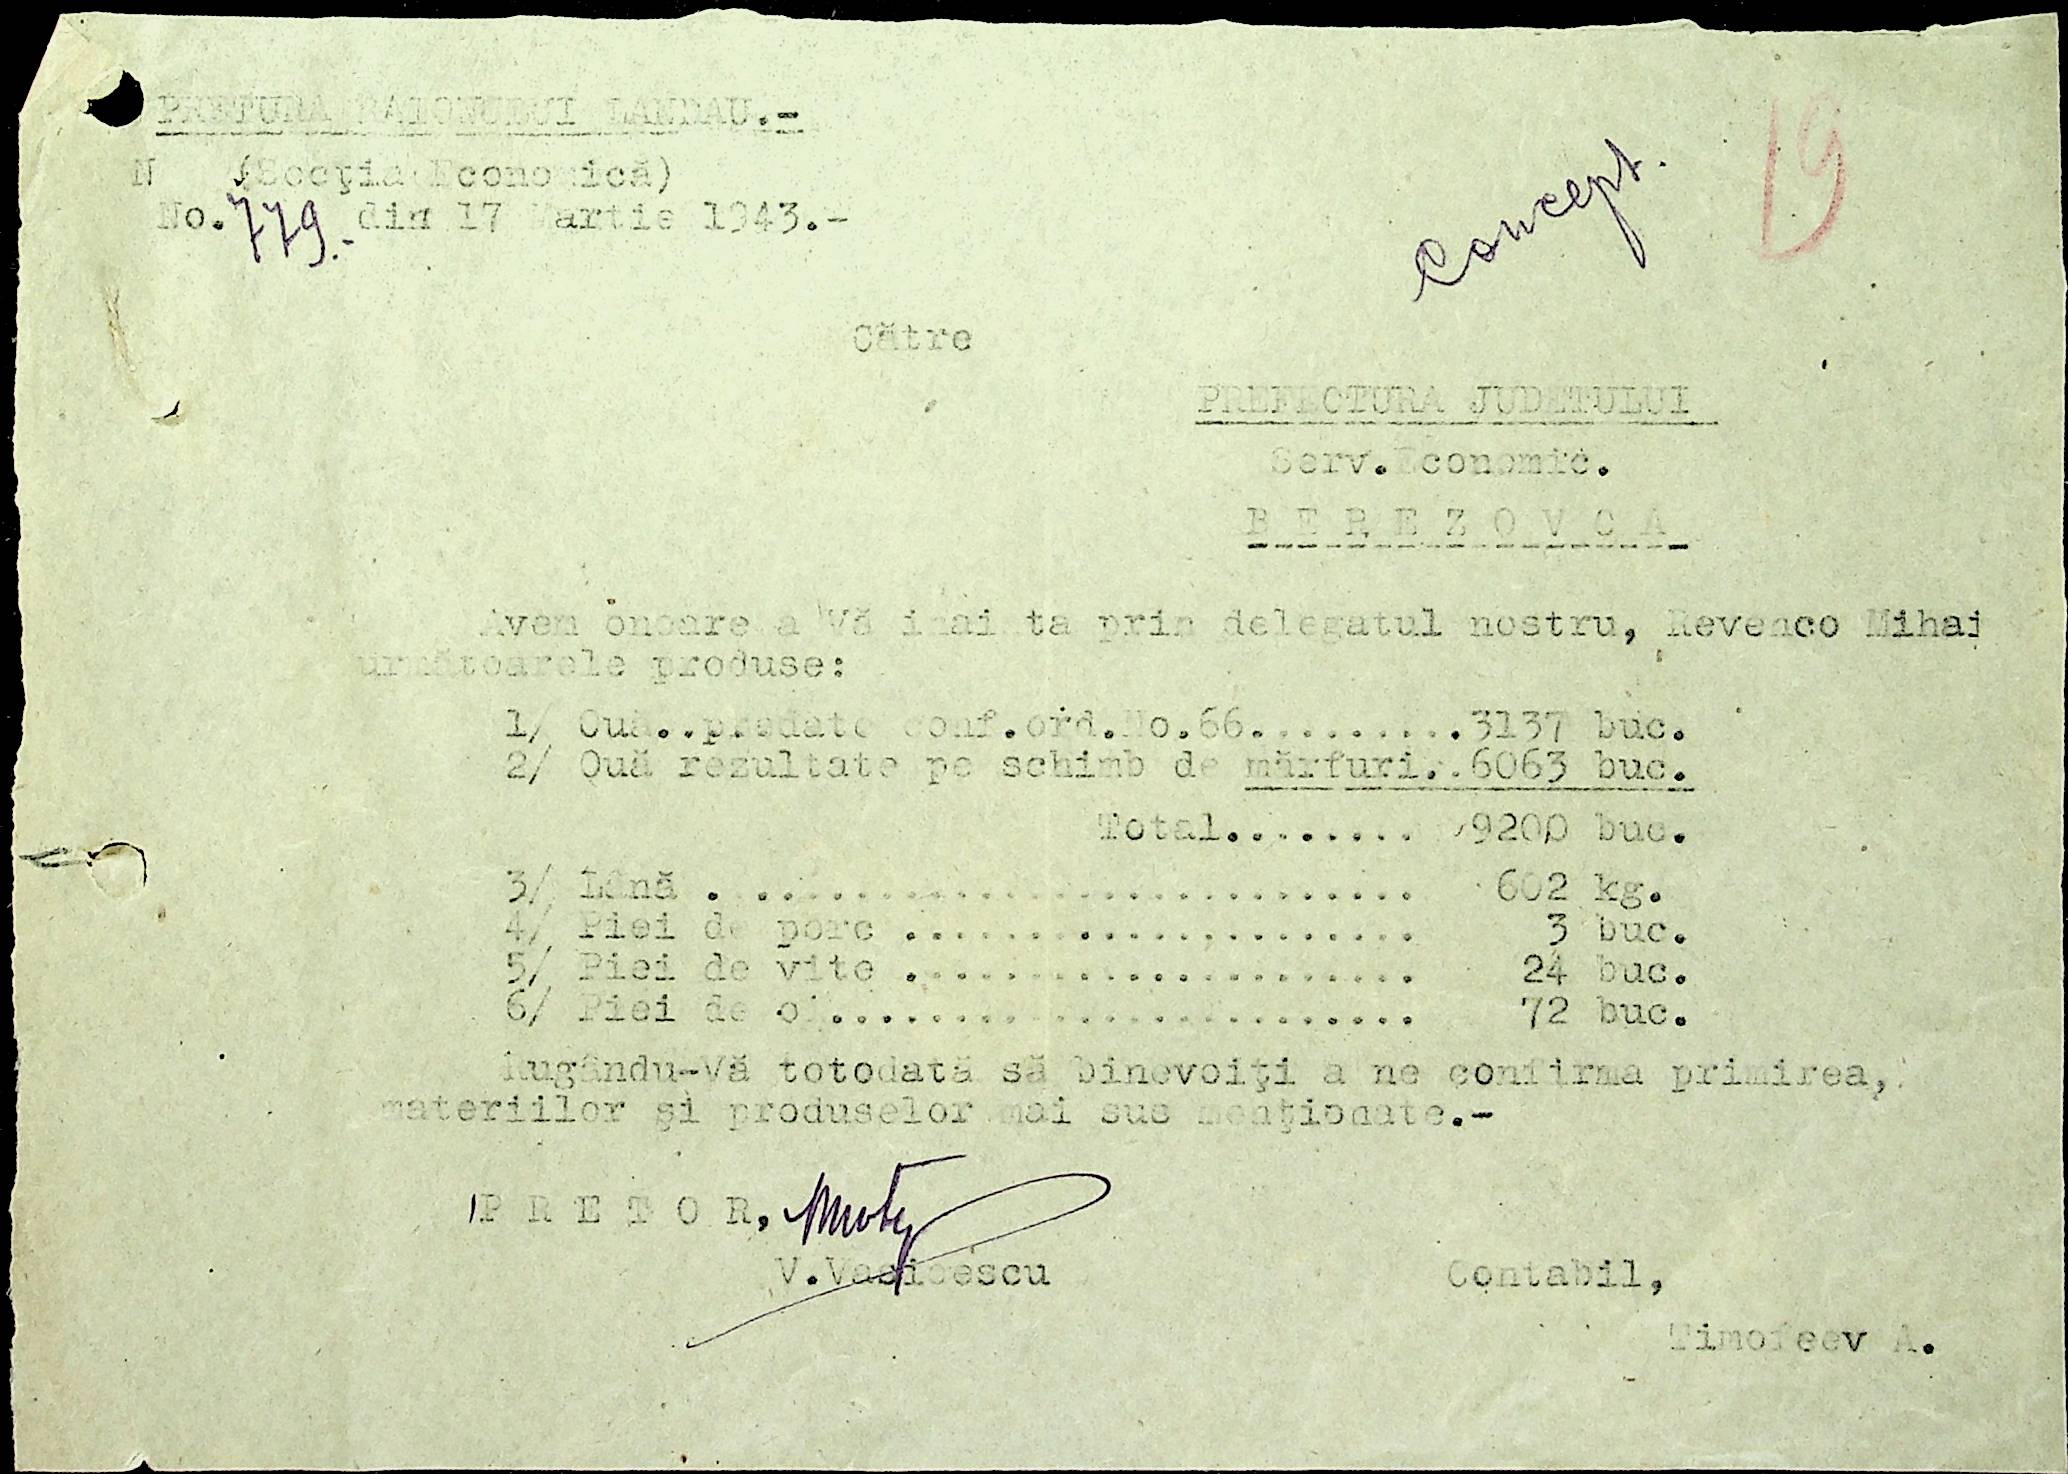 PRETURA RAIONULUI LANDAU.-
N (Secţia Economică)
No. 779.- din 17 Martie 1943.-
Concept.
19
Către
PREFECTURA JUDETULUI
Serv.Economic.
B E R E Z O V C A
Avem onoare a Vă înainta prin delegatul nostru, Revenco Mihai
următoarele produse:
1/ Ouă..predate conf.ord.No.66.........3137 buc.
2/ Ouă rezultate pe schimb de mărfuri..6063 buc.
Total........ 9200 buc.
3/ Lână ............................. 602 kg.
4/ Piei de porc ..................... 3 buc.
5/ Piei de vite ..................... 24 buc.
6/ Piei de oi........................ 72 buc.
Rugându-Vă totodată să binevoiţi a ne confirma primirea,
materiilor şi produselor mai sus menţionate.-
P R E T O R,
Contabil,
Timofeev A.